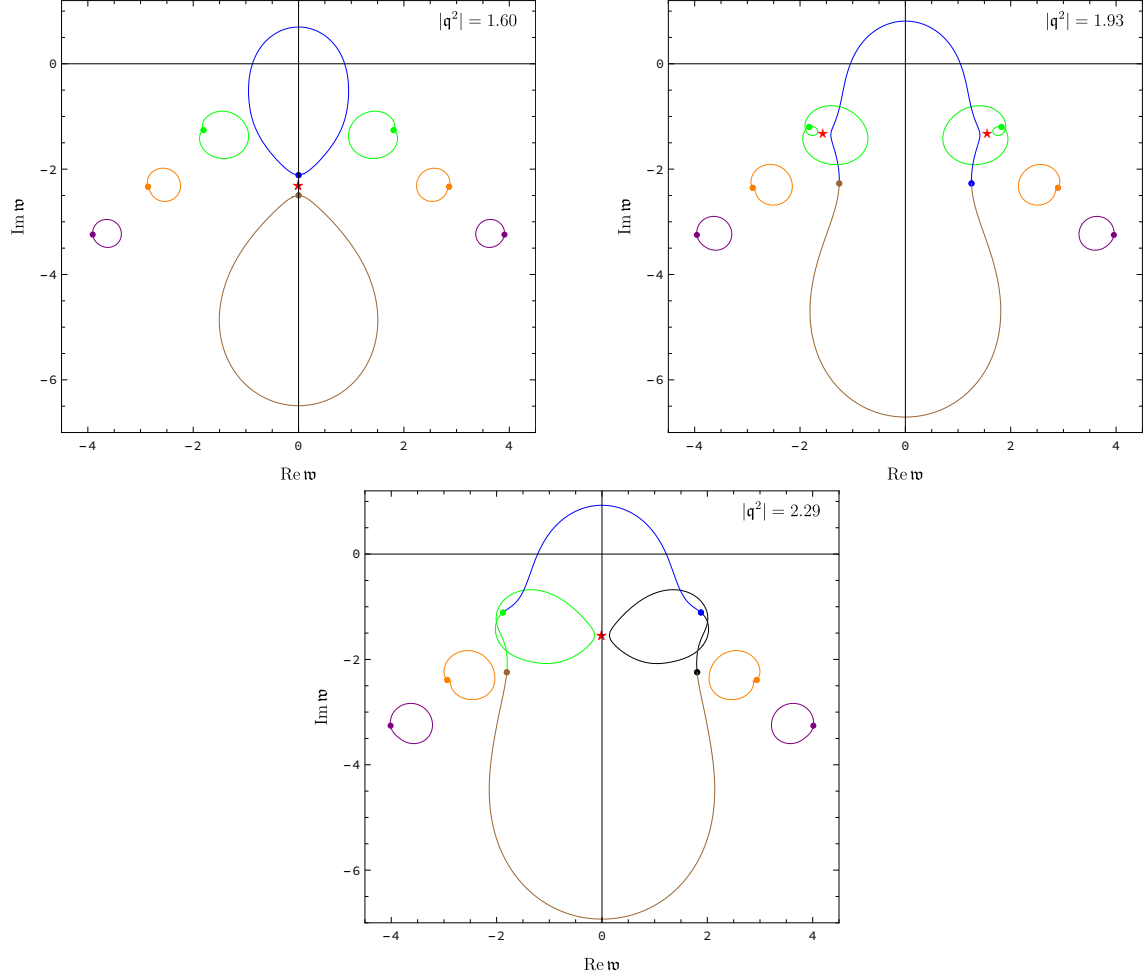 |𝔮²| = 1.60
0
−2
−4
−6
Im 𝔴
−4 −2 0 2 4
Re 𝔴
|𝔮²| = 1.93
0
−2
−4
−6
Im 𝔴
−4 −2 0 2 4
Re 𝔴
|𝔮²| = 2.29
0
−2
−4
−6
Im 𝔴
−4 −2 0 2 4
Re 𝔴